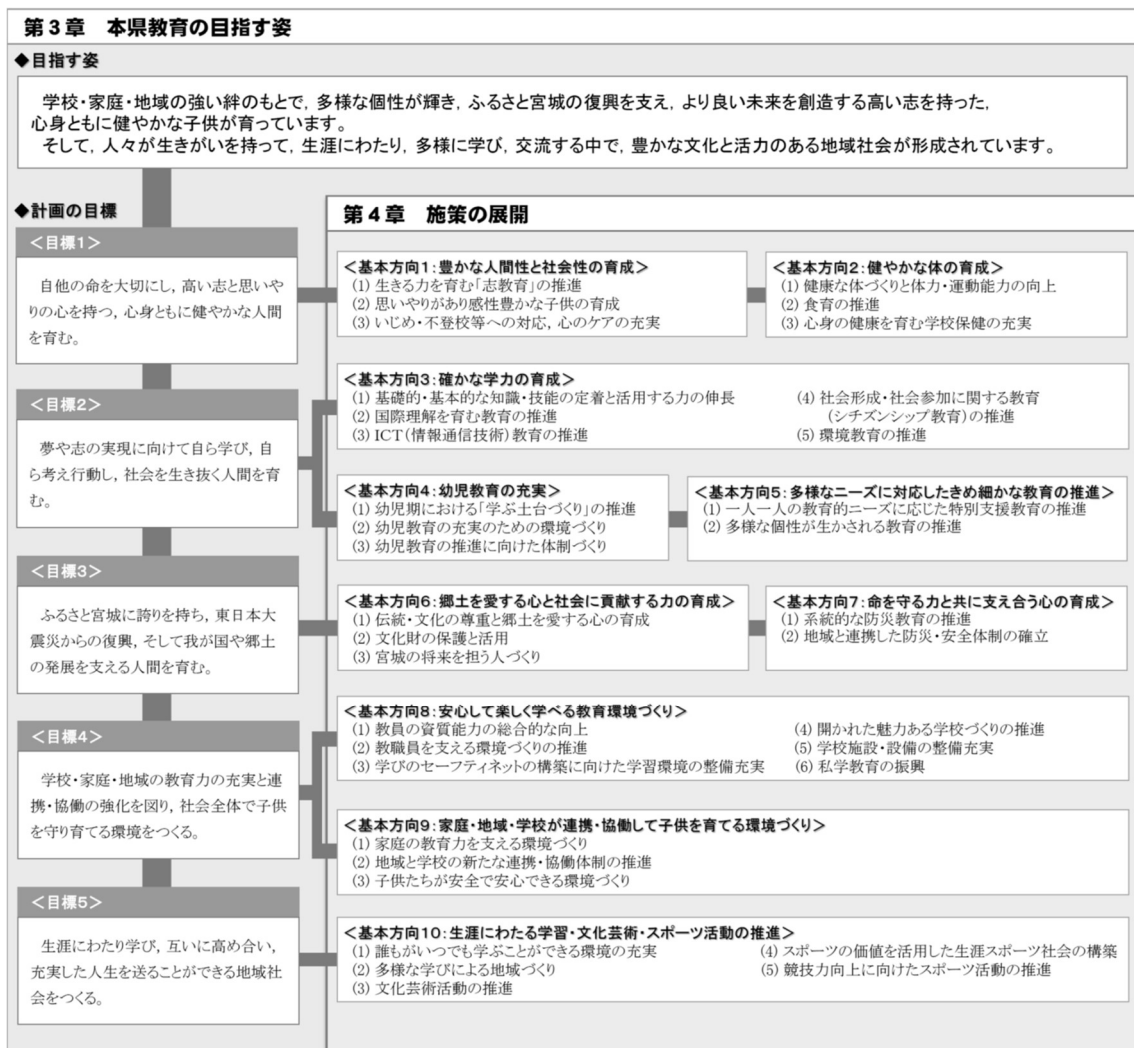 第3章 本県教育の目指す姿
◆目指す姿
学校・家庭・地域の強い絆のもとで，多様な個性が輝き，ふるさと宮城の復興を支え，より良い未来を創造する高い志を持った，
心身ともに健やかな子供が育っています。
そして，人々が生きがいを持って，生涯にわたり，多様に学び，交流する中で，豊かな文化と活力のある地域社会が形成されています。
◆計画の目標
＜目標1＞
自他の命を大切にし，高い志と思いや
りの心を持つ，心身ともに健やかな人間
を育む。
＜目標2＞
夢や志の実現に向けて自ら学び，自
ら考え行動し，社会を生き抜く人間を育
む。
＜目標3＞
ふるさと宮城に誇りを持ち，東日本大
震災からの復興，そして我が国や郷土
の発展を支える人間を育む。
＜目標4＞
学校・家庭・地域の教育力の充実と連
携・協働の強化を図り，社会全体で子供
を守り育てる環境をつくる。
＜目標5＞
生涯にわたり学び，互いに高め合い，
充実した人生を送ることができる地域社
会をつくる。
第4章 施策の展開
＜基本方向1：豊かな人間性と社会性の育成＞
(1) 生きる力を育む「志教育」の推進
(2) 思いやりがあり感性豊かな子供の育成
(3) いじめ・不登校等への対応，心のケアの充実
＜基本方向2：健やかな体の育成＞
(1) 健康な体づくりと体力・運動能力の向上
(2) 食育の推進
(3) 心身の健康を育む学校保健の充実
＜基本方向3：確かな学力の育成＞
(1) 基礎的・基本的な知識・技能の定着と活用する力の伸長
(2) 国際理解を育む教育の推進
(3) ICT（情報通信技術）教育の推進
(4) 社会形成・社会参加に関する教育
（シチズンシップ教育）の推進
(5) 環境教育の推進
＜基本方向4：幼児教育の充実＞
(1) 幼児期における「学ぶ土台づくり」の推進
(2) 幼児教育の充実のための環境づくり
(3) 幼児教育の推進に向けた体制づくり
＜基本方向5：多様なニーズに対応したきめ細かな教育の推進＞
(1) 一人一人の教育的ニーズに応じた特別支援教育の推進
(2) 多様な個性が生かされる教育の推進
＜基本方向6：郷土を愛する心と社会に貢献する力の育成＞
(1) 伝統・文化の尊重と郷土を愛する心の育成
(2) 文化財の保護と活用
(3) 宮城の将来を担う人づくり
＜基本方向7：命を守る力と共に支え合う心の育成＞
(1) 系統的な防災教育の推進
(2) 地域と連携した防災・安全体制の確立
＜基本方向8：安心して楽しく学べる教育環境づくり＞
(1) 教員の資質能力の総合的な向上
(2) 教職員を支える環境づくりの推進
(3) 学びのセーフティネットの構築に向けた学習環境の整備充実
(4) 開かれた魅力ある学校づくりの推進
(5) 学校施設・設備の整備充実
(6) 私学教育の振興
＜基本方向9：家庭・地域・学校が連携・協働して子供を育てる環境づくり＞
(1) 家庭の教育力を支える環境づくり
(2) 地域と学校の新たな連携・協働体制の推進
(3) 子供たちが安全で安心できる環境づくり
＜基本方向10：生涯にわたる学習・文化芸術・スポーツ活動の推進＞
(1) 誰もがいつでも学ぶことができる環境の充実
(2) 多様な学びによる地域づくり
(3) 文化芸術活動の推進
(4) スポーツの価値を活用した生涯スポーツ社会の構築
(5) 競技力向上に向けたスポーツ活動の推進